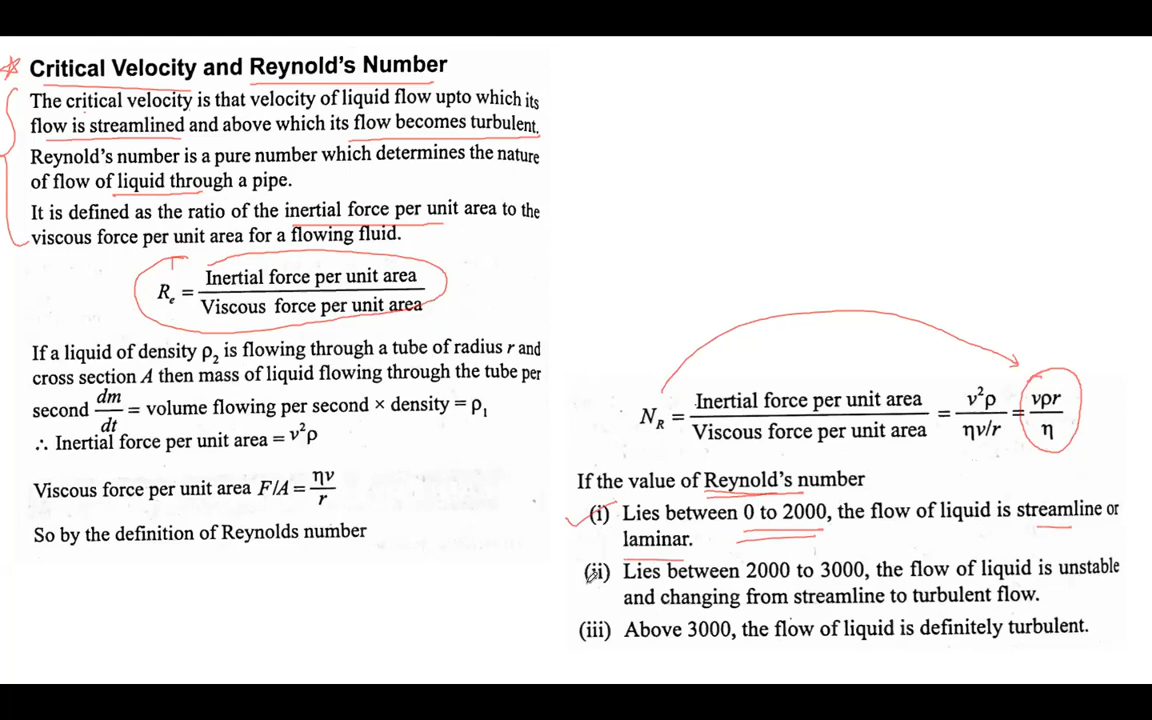 Critical Velocity and Reynold's Number
The critical velocity is that velocity of liquid flow upto which its
flow is streamlined and above which its flow becomes turbulent.
Reynold's number is a pure number which determines the nature
of flow of liquid through a pipe.
It is defined as the ratio of the inertial force per unit area to the
viscous force per unit area for a flowing fluid.
Rₑ = Inertial force per unit area / Viscous force per unit area
If a liquid of density ρ₂ is flowing through a tube of radius r and
cross section A then mass of liquid flowing through the tube per
second dm/dt = volume flowing per second × density = ρ₁
∴ Inertial force per unit area = v²ρ
Viscous force per unit area F/A = ηv/r
So by the definition of Reynolds number
N_R = Inertial force per unit area / Viscous force per unit area = v²ρ / ηv/r = vρr / η
If the value of Reynold's number
(i) Lies between 0 to 2000, the flow of liquid is streamline or
laminar.
(ii) Lies between 2000 to 3000, the flow of liquid is unstable
and changing from streamline to turbulent flow.
(iii) Above 3000, the flow of liquid is definitely turbulent.